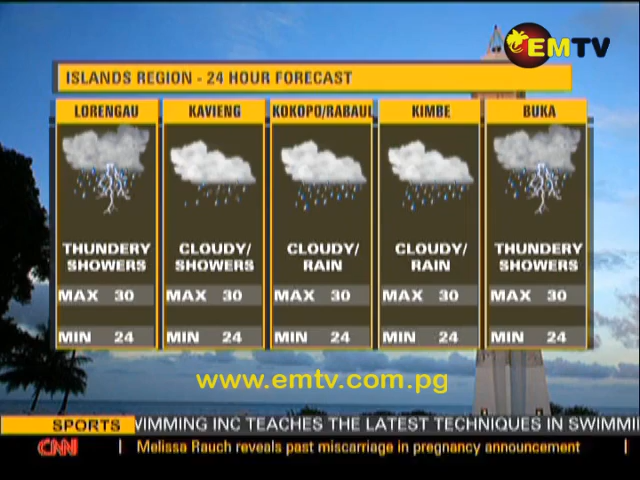 EMTV
ISLANDS REGION - 24 HOUR FORECAST
LORENGAU KAVIENG KOKOPO/RABAUL KIMBE BUKA
THUNDERY CLOUDY/ CLOUDY/ CLOUDY/ THUNDERY
SHOWERS SHOWERS RAIN RAIN SHOWERS
MAX 30 MAX 30 MAX 30 MAX 30 MAX 30
MIN 24 MIN 24 MIN 24 MIN 24 MIN 24
www.emtv.com.pg
SPORTS WIMMING INC TEACHES THE LATEST TECHNIQUES IN SWIMMI
CNN | Melissa Rauch reveals past miscarriage in pregnancy announcement |